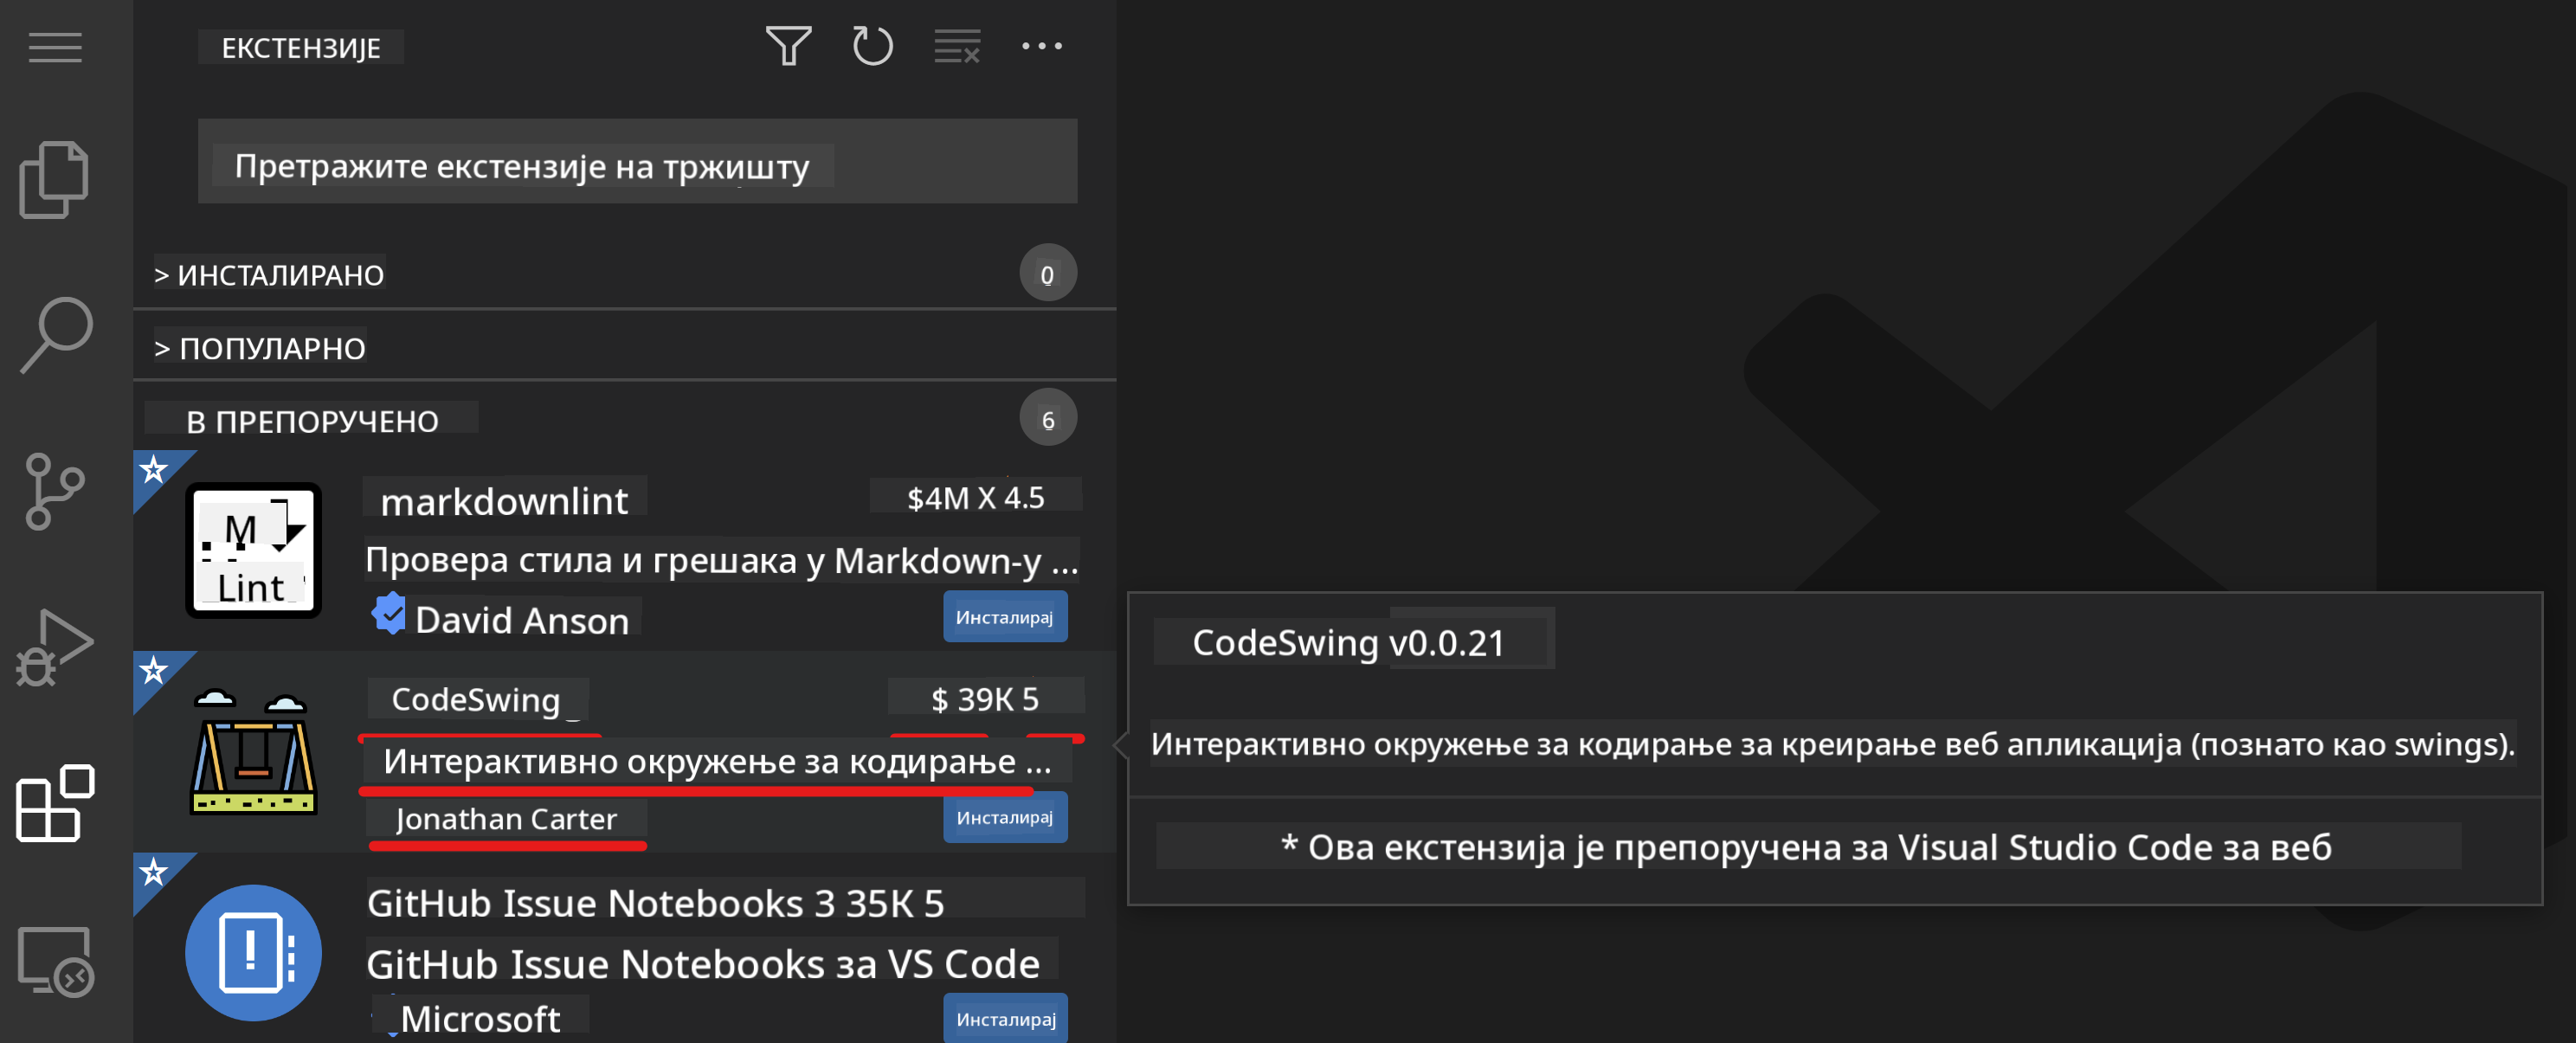 ЕКСТЕНЗИЈЕ
Претражите екстензије на тржишту
> ИНСТАЛИРАНО
0
> ПОПУЛАРНО
В ПРЕПОРУЧЕНО
6
M
Lint
markdownlint
$4M X 4.5
Провера стила и грешака у Markdown-у ...
David Anson
Инсталирај
CodeSwing
$ 39K 5
Интерактивно окружење за кодирање ...
Jonathan Carter
Инсталирај
GitHub Issue Notebooks 3 35K 5
GitHub Issue Notebooks за VS Code
Microsoft
Инсталирај
CodeSwing v0.0.21
Интерактивно окружење за кодирање за креирање веб апликација (познато као swings).
* Ова екстензија је препоручена за Visual Studio Code за веб